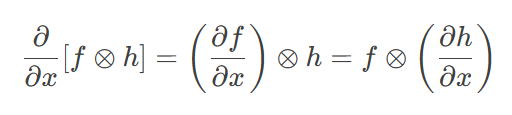 ∂/∂x [f ⊗ h] = (∂f/∂x) ⊗ h = f ⊗ (∂h/∂x)